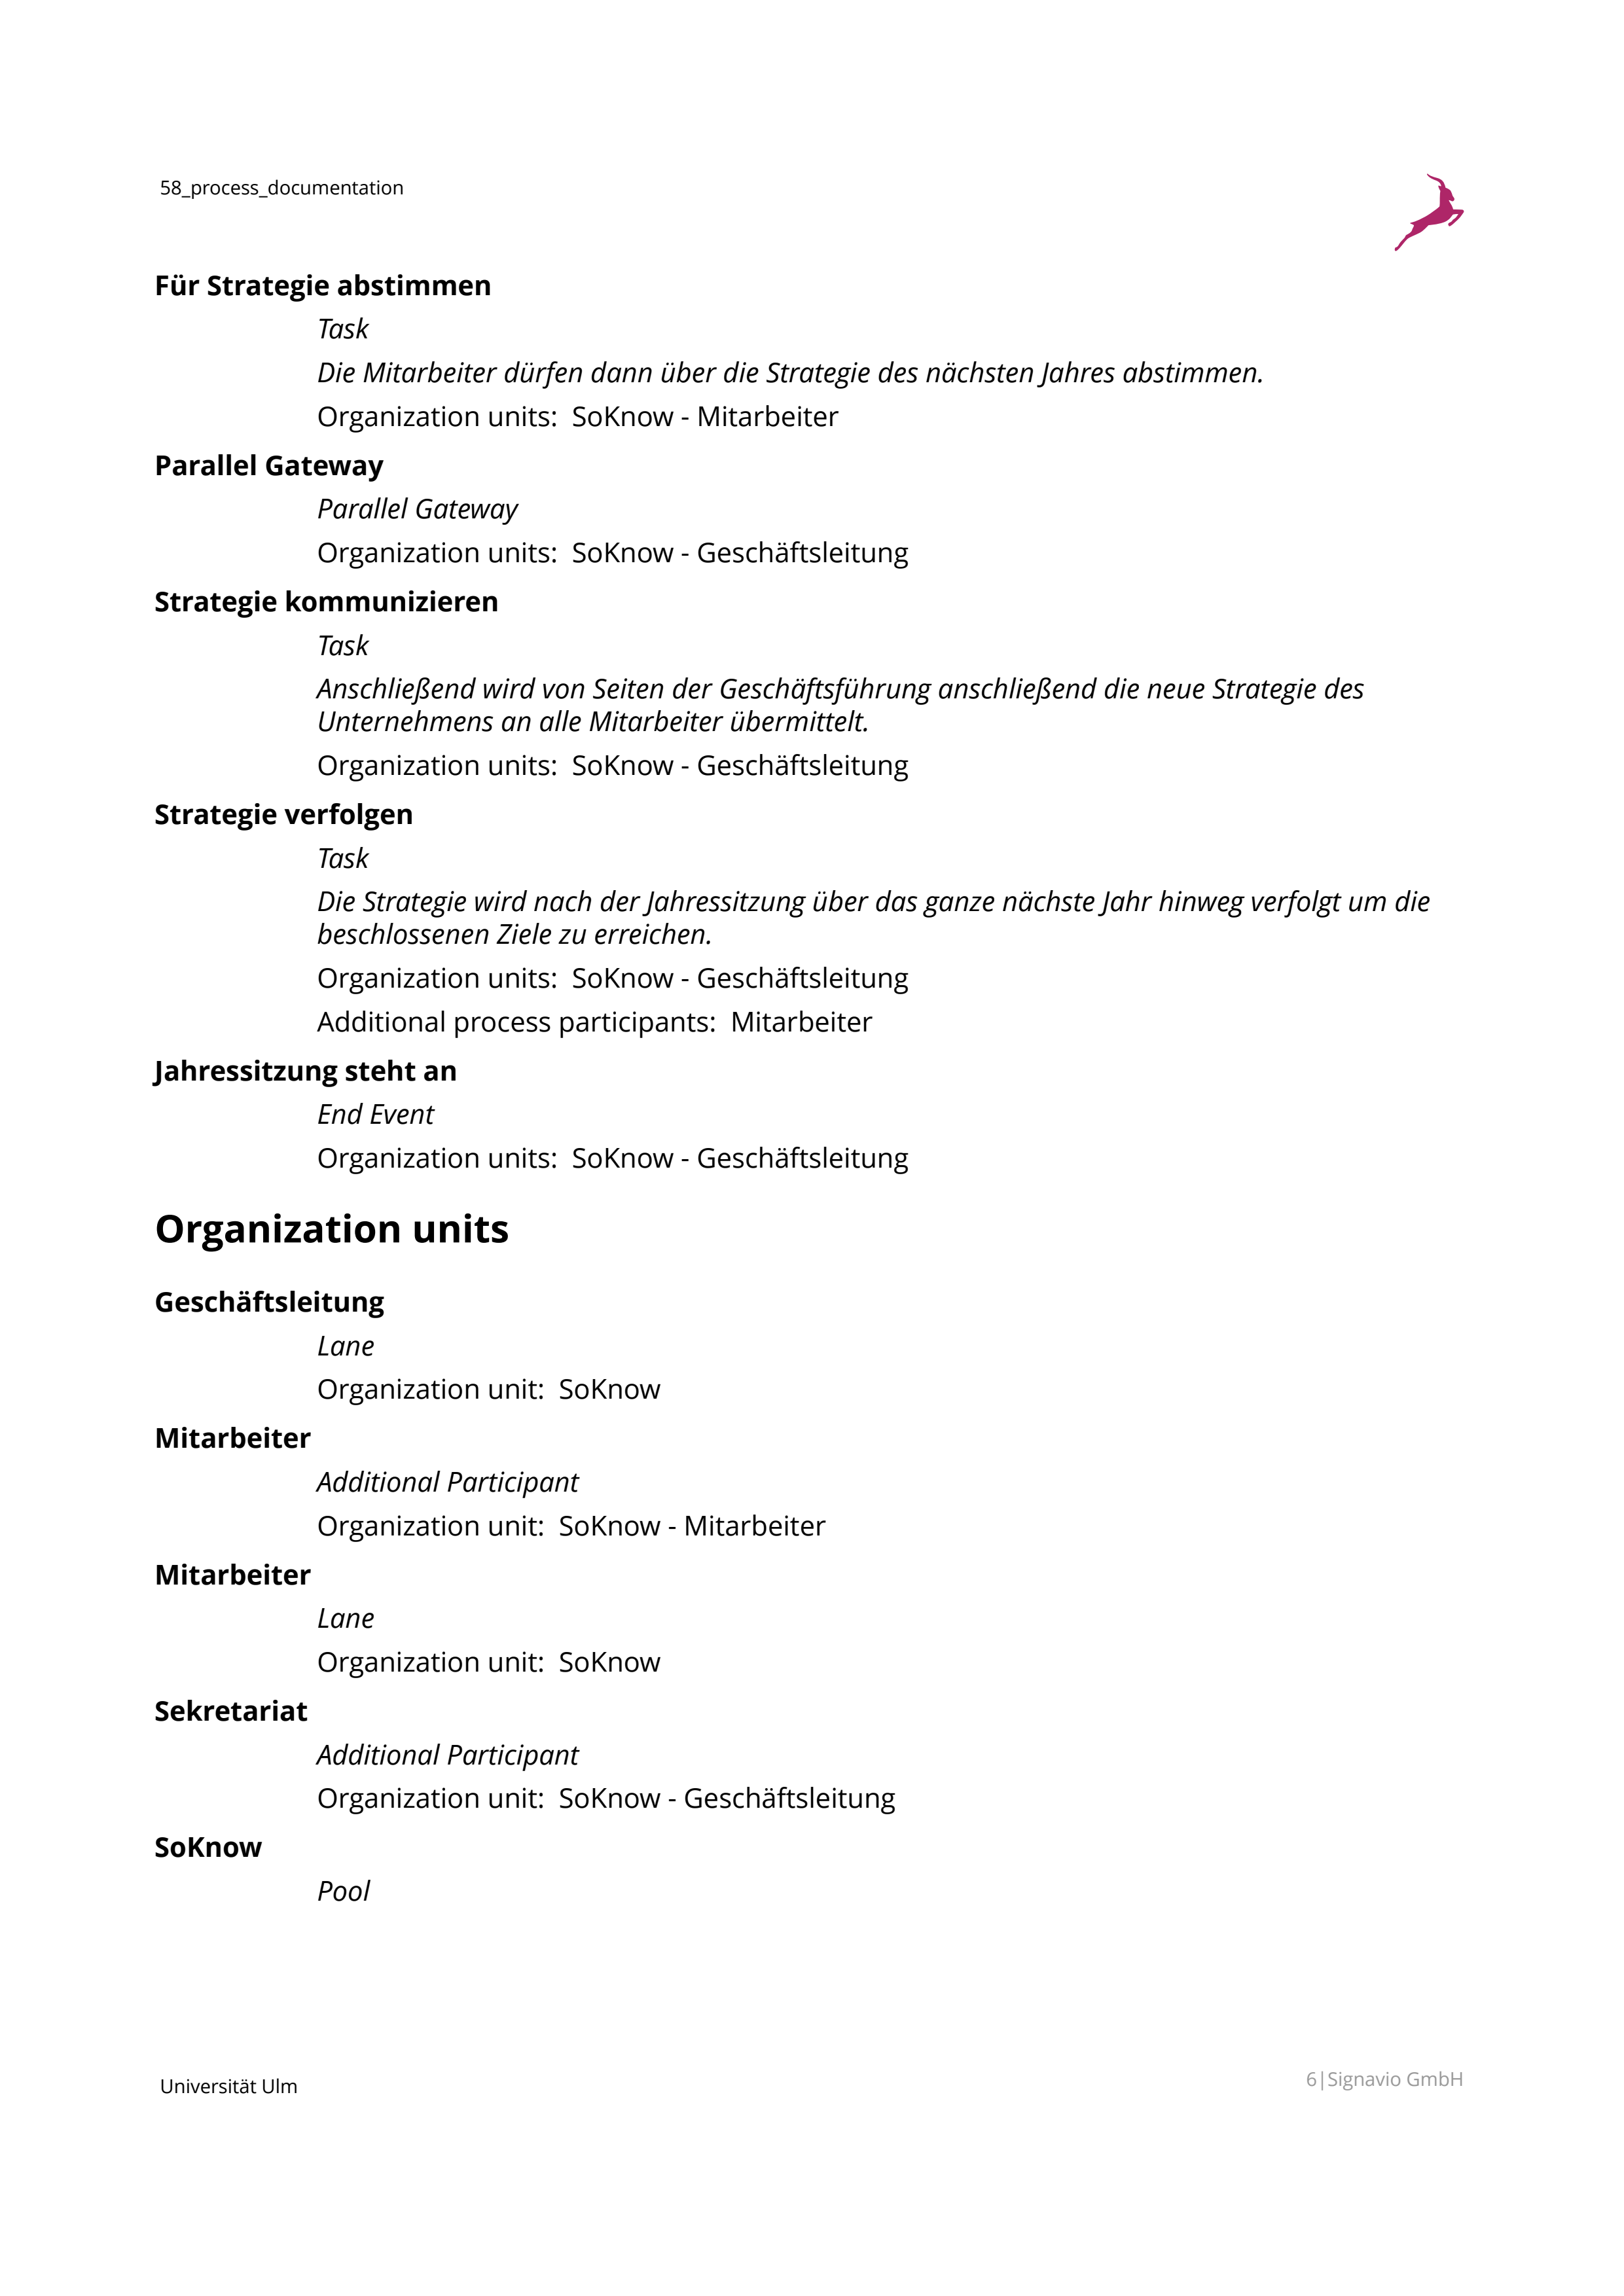 58_process_documentation
Für Strategie abstimmen
Task
Die Mitarbeiter dürfen dann über die Strategie des nächsten Jahres abstimmen.
Organization units:  SoKnow - Mitarbeiter
Parallel Gateway
Parallel Gateway
Organization units:  SoKnow - Geschäftsleitung
Strategie kommunizieren
Task
Anschließend wird von Seiten der Geschäftsführung anschließend die neue Strategie des
Unternehmens an alle Mitarbeiter übermittelt.
Organization units:  SoKnow - Geschäftsleitung
Strategie verfolgen
Task
Die Strategie wird nach der Jahressitzung über das ganze nächste Jahr hinweg verfolgt um die
beschlossenen Ziele zu erreichen.
Organization units:  SoKnow - Geschäftsleitung
Additional process participants:  Mitarbeiter
Jahressitzung steht an
End Event
Organization units:  SoKnow - Geschäftsleitung
Organization units
Geschäftsleitung
Lane
Organization unit:  SoKnow
Mitarbeiter
Additional Participant
Organization unit:  SoKnow - Mitarbeiter
Mitarbeiter
Lane
Organization unit:  SoKnow
Sekretariat
Additional Participant
Organization unit:  SoKnow - Geschäftsleitung
SoKnow
Pool
Universität Ulm
6|Signavio GmbH